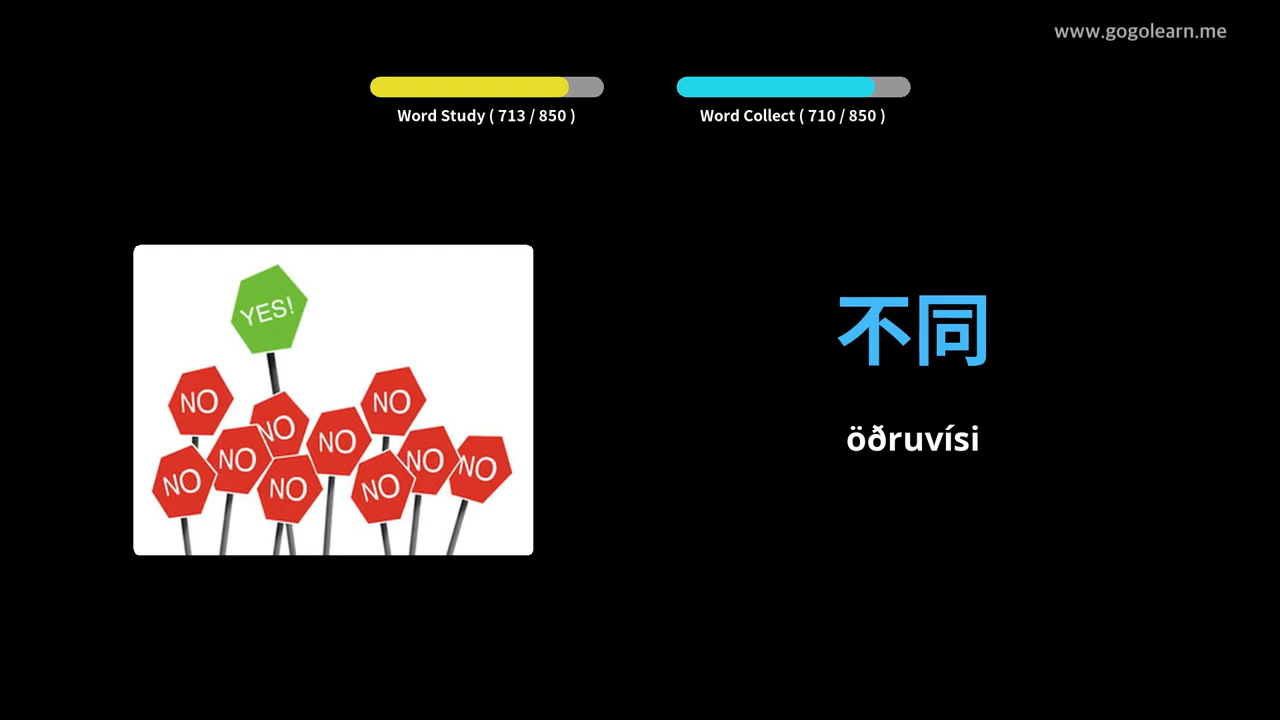 www.gogolearn.me
Word Study ( 713 / 850 )
Word Collect ( 710 / 850 )
YES!
NO
NO
NO
NO
NO
NO
NO
NO
NO
NO
不同
öðruvísi